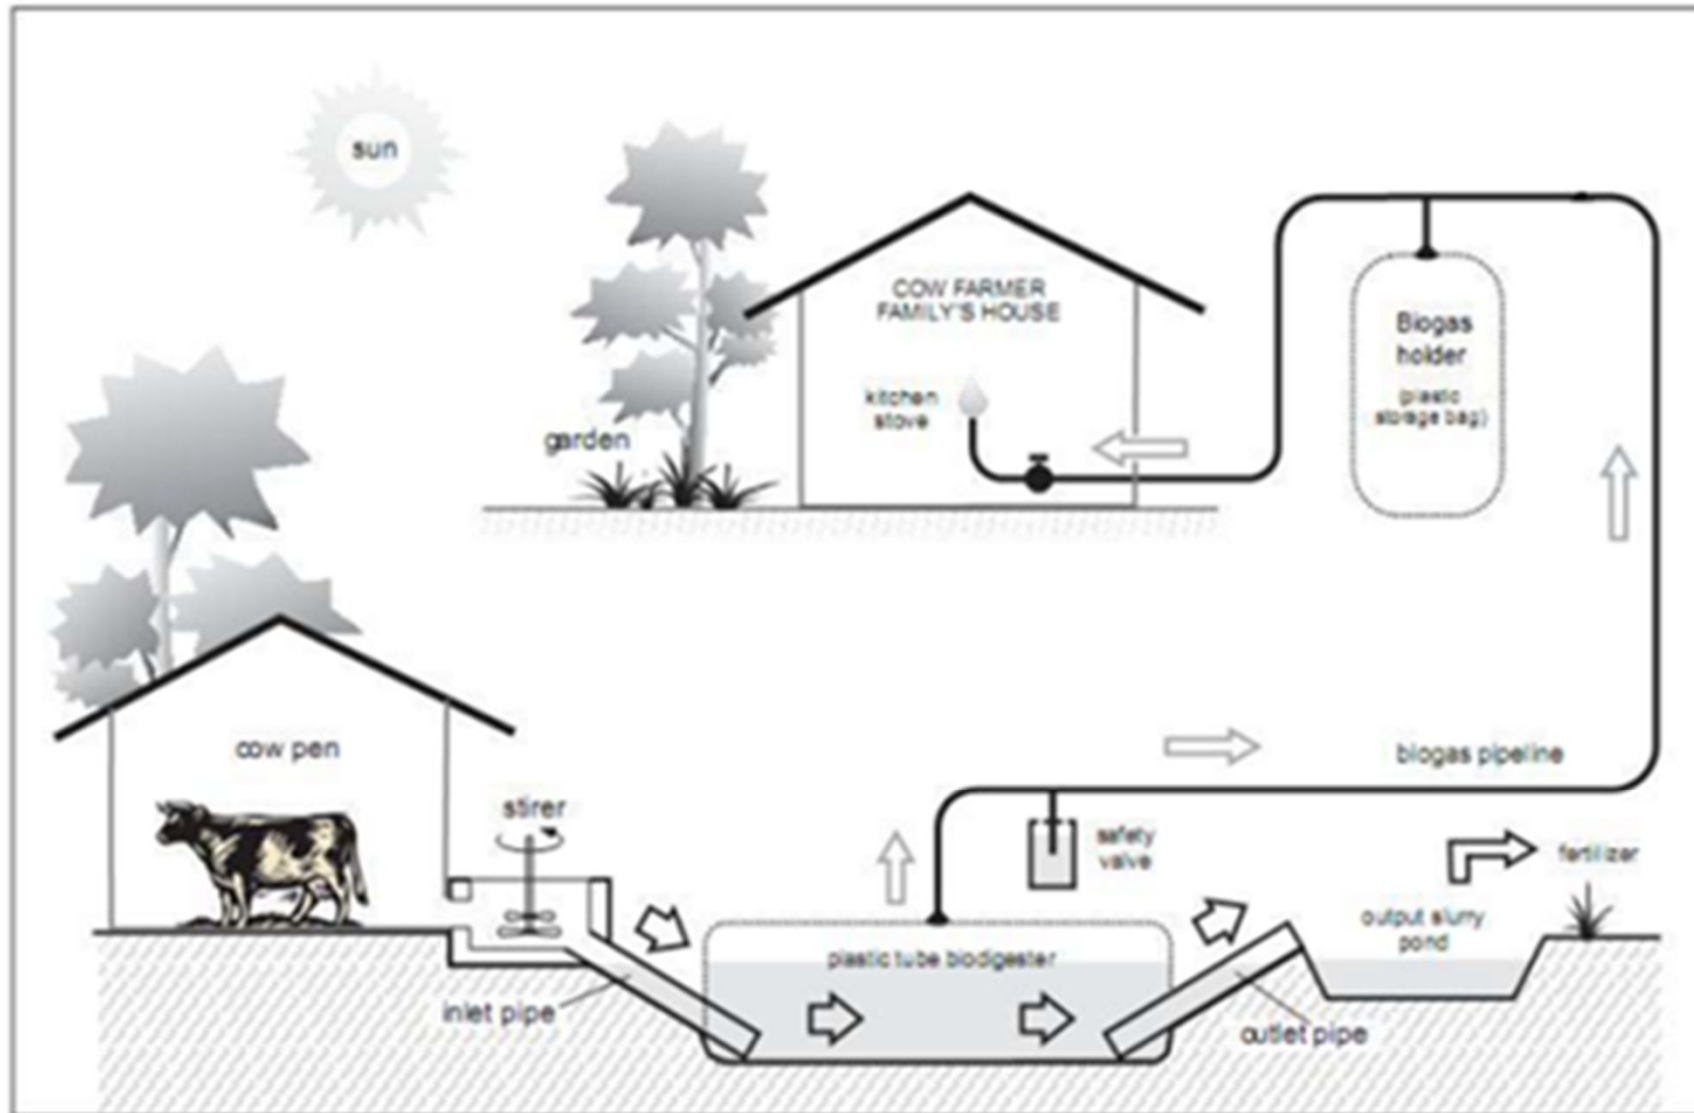 sun
COW FARMER
FAMILY'S HOUSE
kitchen
stove
garden
Biogas
holder
(plastic
storage bag)
cow pen
stirer
biogas pipeline
safety
valve
fertilizer
output slurry
pond
plastic tube biodigester
inlet pipe
outlet pipe